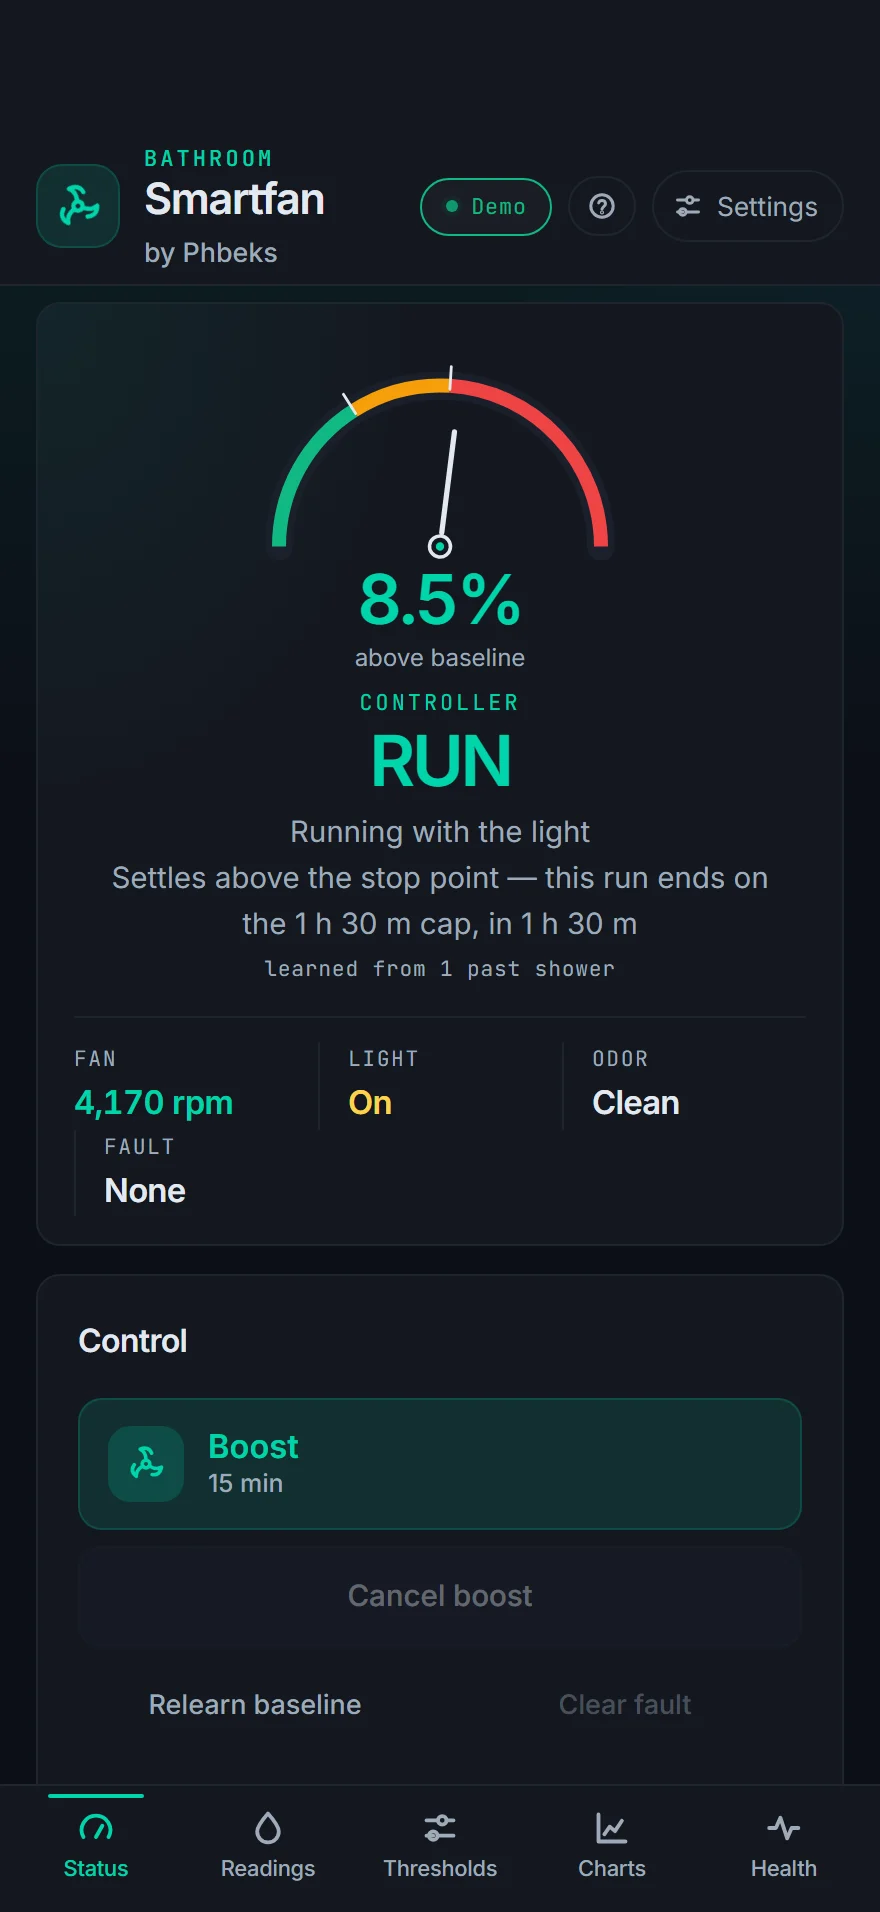 BATHROOM
Smartfan
by Phbeks
Demo
Settings
8.5%
above baseline
CONTROLLER
RUN
Running with the light
Settles above the stop point — this run ends on
the 1 h 30 m cap, in 1 h 30 m
learned from 1 past shower
FAN
4,170 rpm
LIGHT
On
ODOR
Clean
FAULT
None
Control
Boost
15 min
Cancel boost
Relearn baseline
Clear fault
Status
Readings
Thresholds
Charts
Health